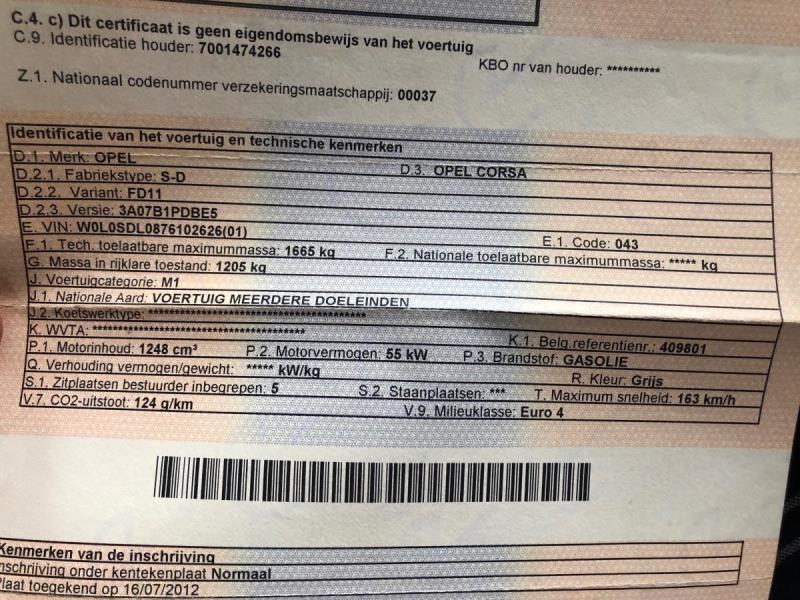 C.4. c) Dit certificaat is geen eigendomsbewijs van het voertuig
C.9. Identificatie houder: 7001474266 KBO nr van houder: **********
Z.1. Nationaal codenummer verzekeringsmaatschappij: 00037
Identificatie van het voertuig en technische kenmerken
D.1. Merk: OPEL D.3. OPEL CORSA
D.2.1. Fabriekstype: S-D
D.2.2. Variant: FD11
D.2.3. Versie: 3A07B1PDBE5
E. VIN: W0L0SDL0876102626(01) E.1. Code: 043
F.1. Tech. toelaatbare maximummassa: 1665 kg F.2. Nationale toelaatbare maximummassa: ***** kg
G. Massa in rijklare toestand: 1205 kg
J. Voertuigcategorie: M1
J.1. Nationale Aard: VOERTUIG MEERDERE DOELEINDEN
J.2. Koetswerktype: ************************************
K. WVTA: ************************************ K.1. Belg.referentienr.: 409801
P.1. Motorinhoud: 1248 cm³ P.2. Motorvermogen: 55 kW P.3. Brandstof: GASOLIE
Q. Verhouding vermogen/gewicht: ***** kW/kg R. Kleur: Grijs
S.1. Zitplaatsen bestuurder inbegrepen: 5 S.2. Staanplaatsen: *** T. Maximum snelheid: 163 km/h
V.7. CO2-uitstoot: 124 g/km V.9. Milieuklasse: Euro 4
Kenmerken van de inschrijving
nschrijving onder kentekenplaat Normaal
laat toegekend op 16/07/2012